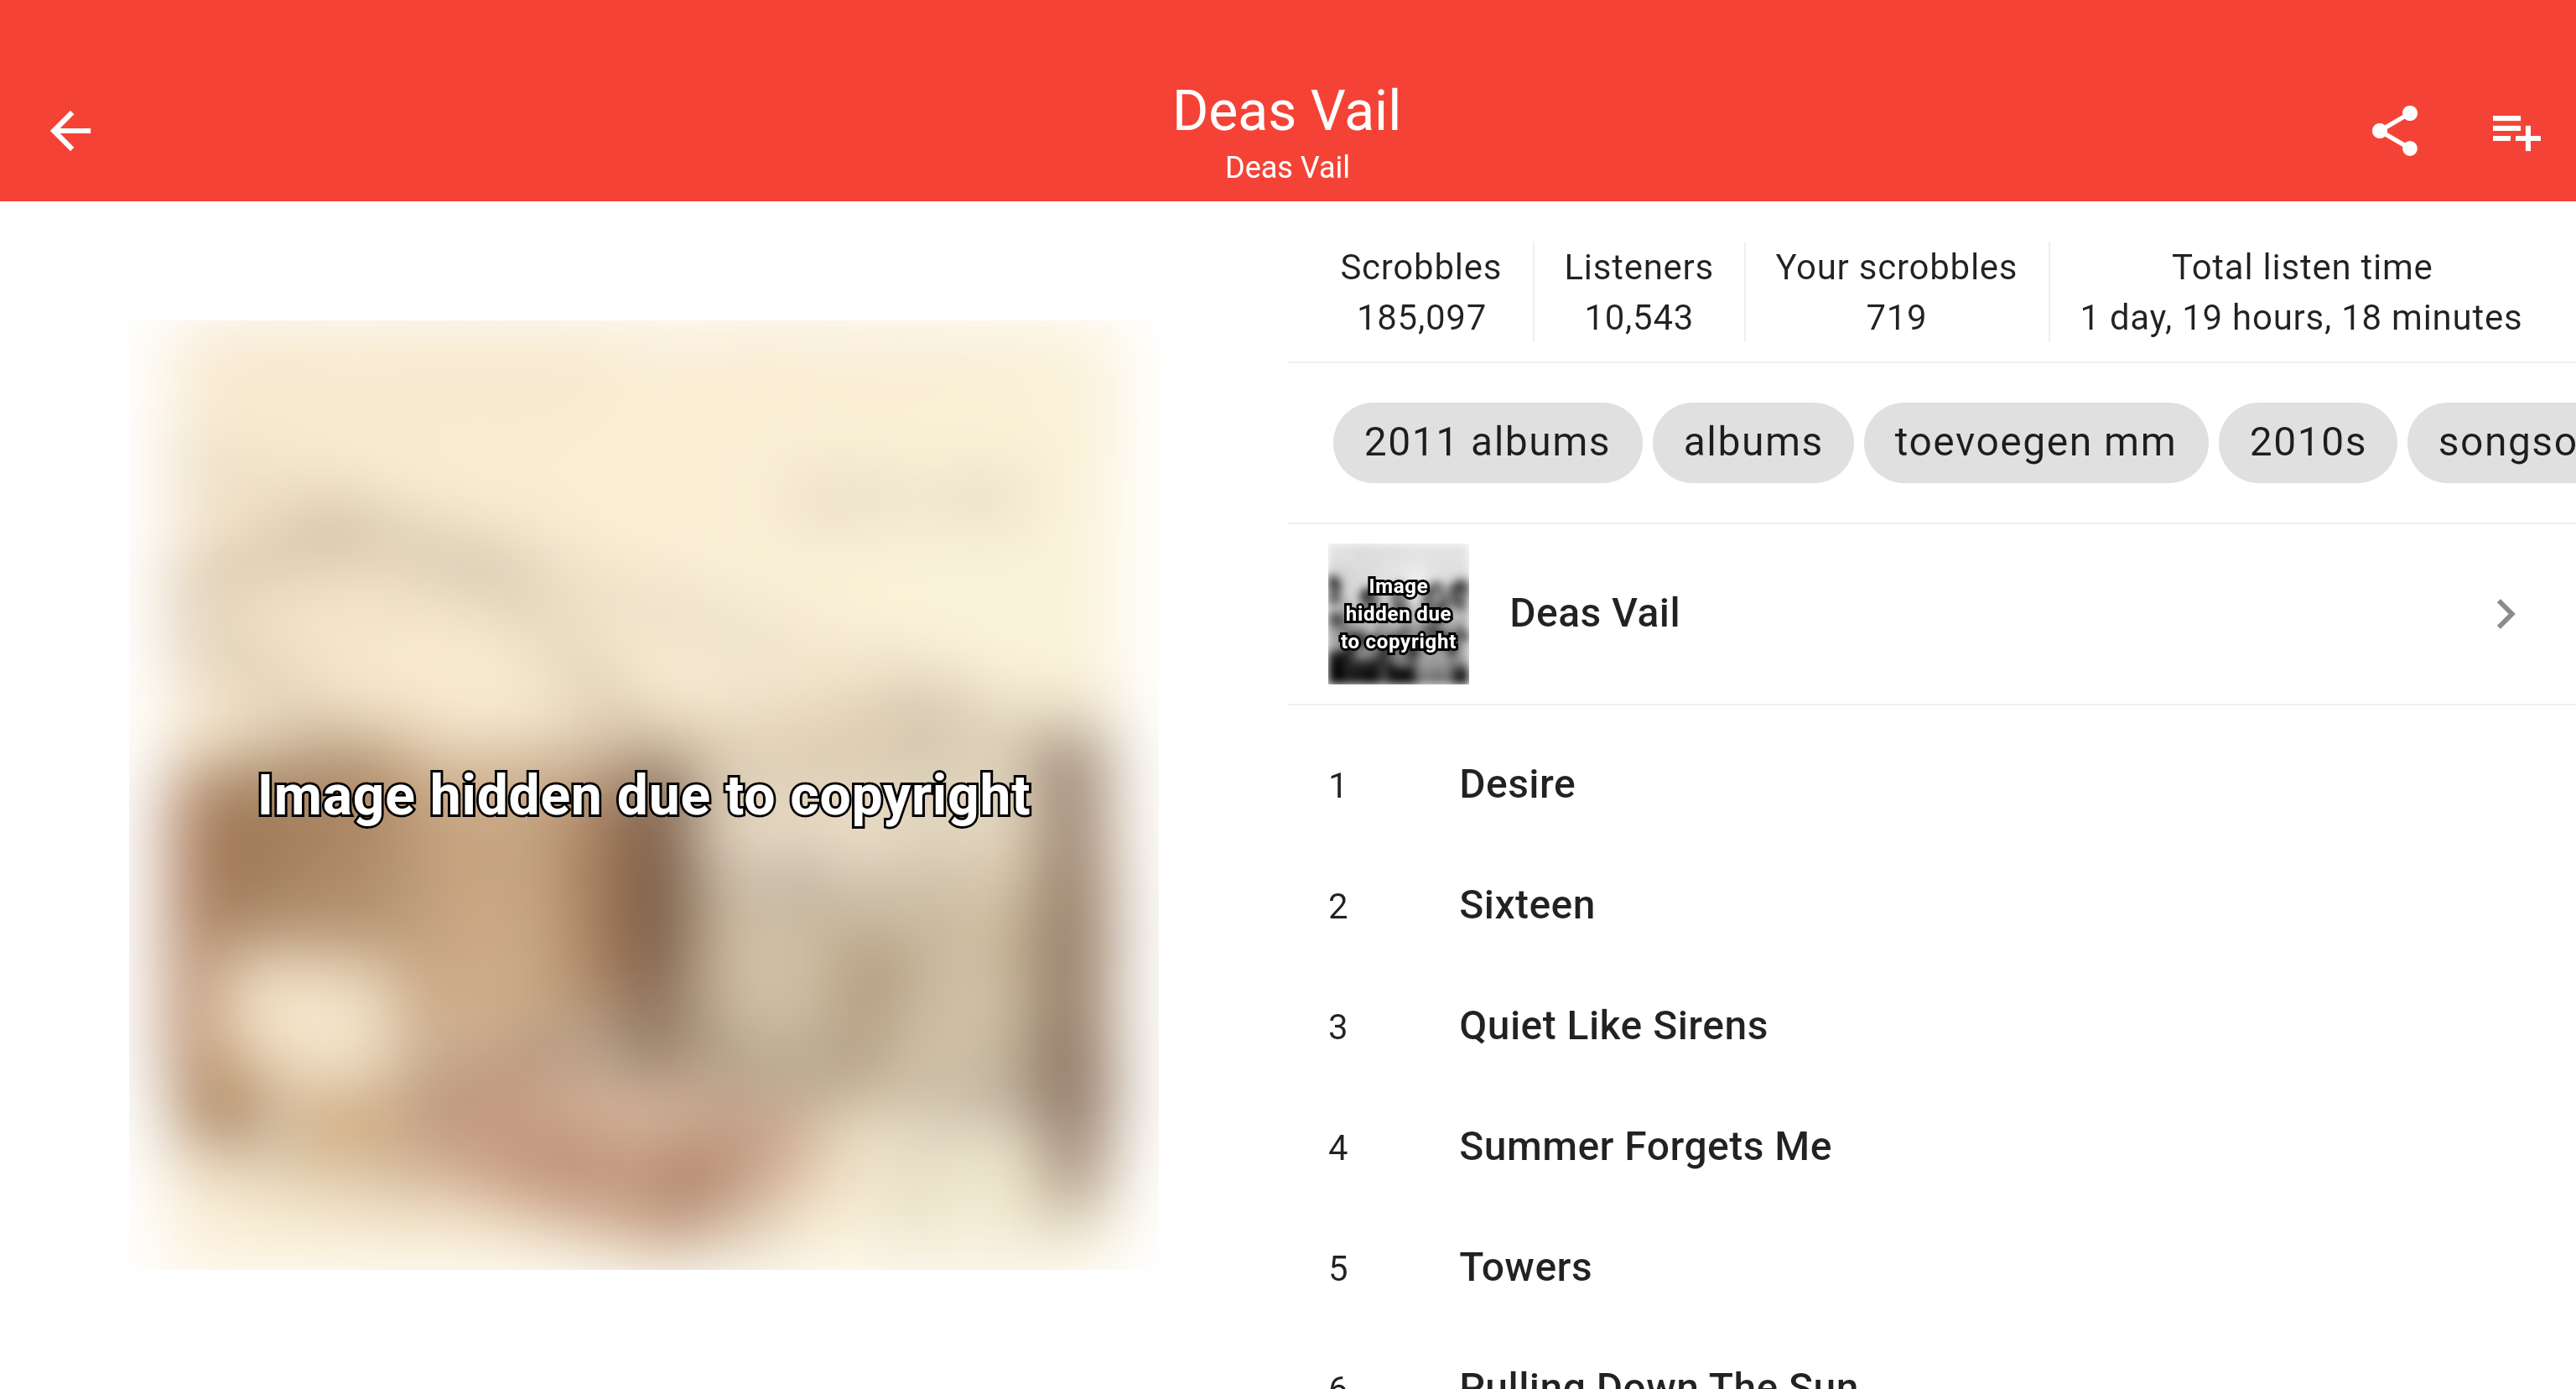 Deas Vail
Deas Vail
Scrobbles
185,097
Listeners
10,543
Your scrobbles
719
Total listen time
1 day, 19 hours, 18 minutes
2011 albums
albums
toevoegen mm
2010s
songso
Image hidden due to copyright
Image
hidden due
to copyright
Deas Vail
1 Desire
2 Sixteen
3 Quiet Like Sirens
4 Summer Forgets Me
5 Towers
6 Pulling Down The Sun